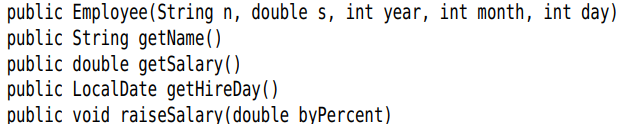 public Employee(String n, double s, int year, int month, int day)
public String getName()
public double getSalary()
public LocalDate getHireDay()
public void raiseSalary(double byPercent)